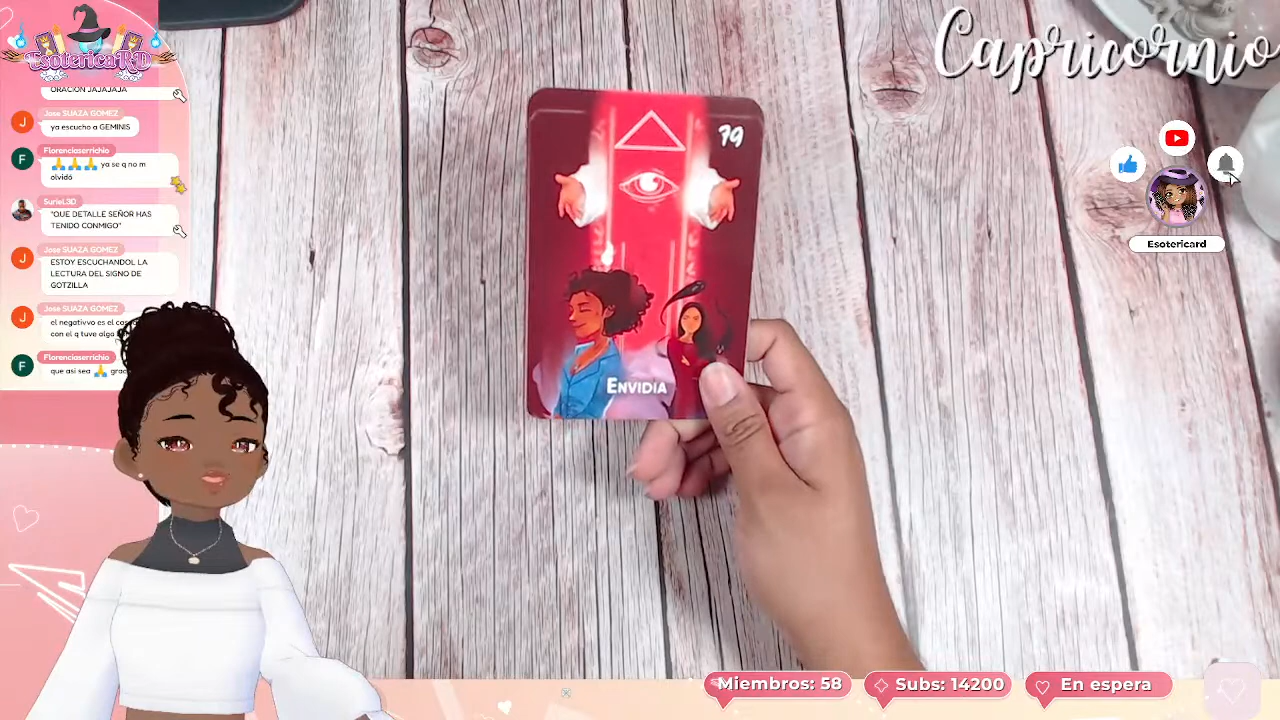 EsotericaRD
ORACION JAJAJAJA
Jose SUAZA GOMEZ
ya escucho a GEMINIS
Florenciaserrichio
🙏🙏🙏 ya se q no m
olvidó
Suriel.3D
"QUE DETALLE SEÑOR HAS
TENIDO CONMIGO"
Jose SUAZA GOMEZ
ESTOY ESCUCHANDOL LA
LECTURA DEL SIGNO DE
GOTZILLA
Jose SUAZA GOMEZ
el negativvo es el
con el q tuve algo
Florenciaserrichio
que asi sea 🙏
J
F
J
J
F
79
ENVIDIA
Capricornio
Esotericard
Miembros: 58
Subs: 14200
En espera